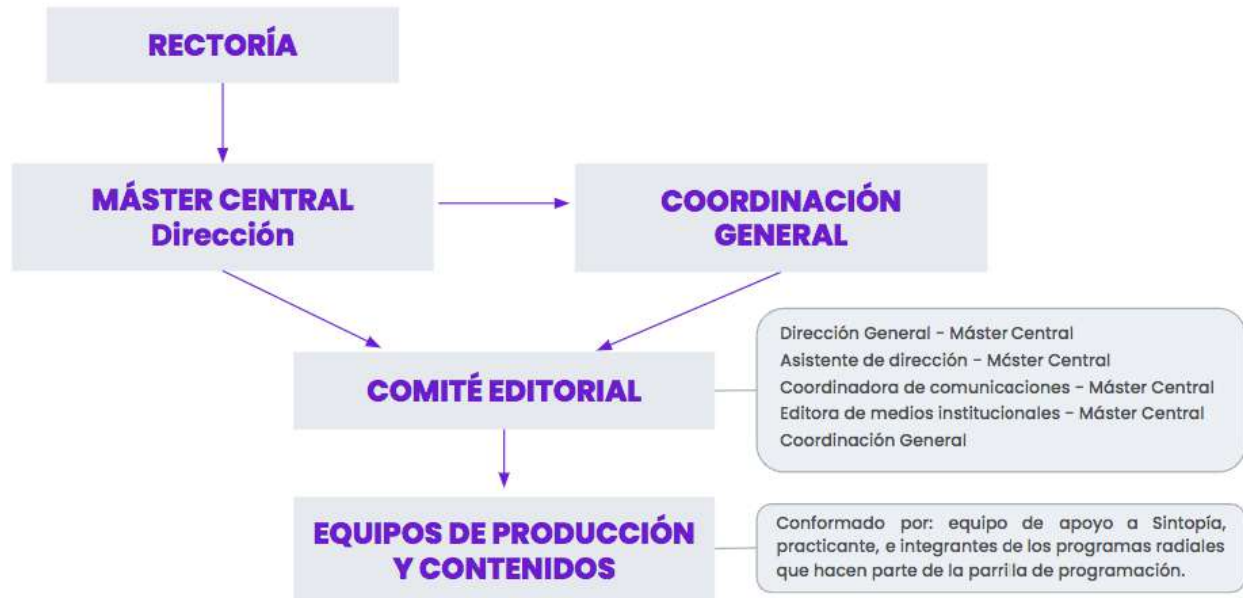 RECTORÍA
MÁSTER CENTRAL
Dirección
COORDINACIÓN
GENERAL
COMITÉ EDITORIAL
Dirección General - Máster Central
Asistente de dirección - Máster Central
Coordinadora de comunicaciones - Máster Central
Editora de medios institucionales - Máster Central
Coordinación General
EQUIPOS DE PRODUCCIÓN
Y CONTENIDOS
Conformado por: equipo de apoyo a Sintopía,
practicante, e integrantes de los programas radiales
que hacen parte de la parrilla de programación.